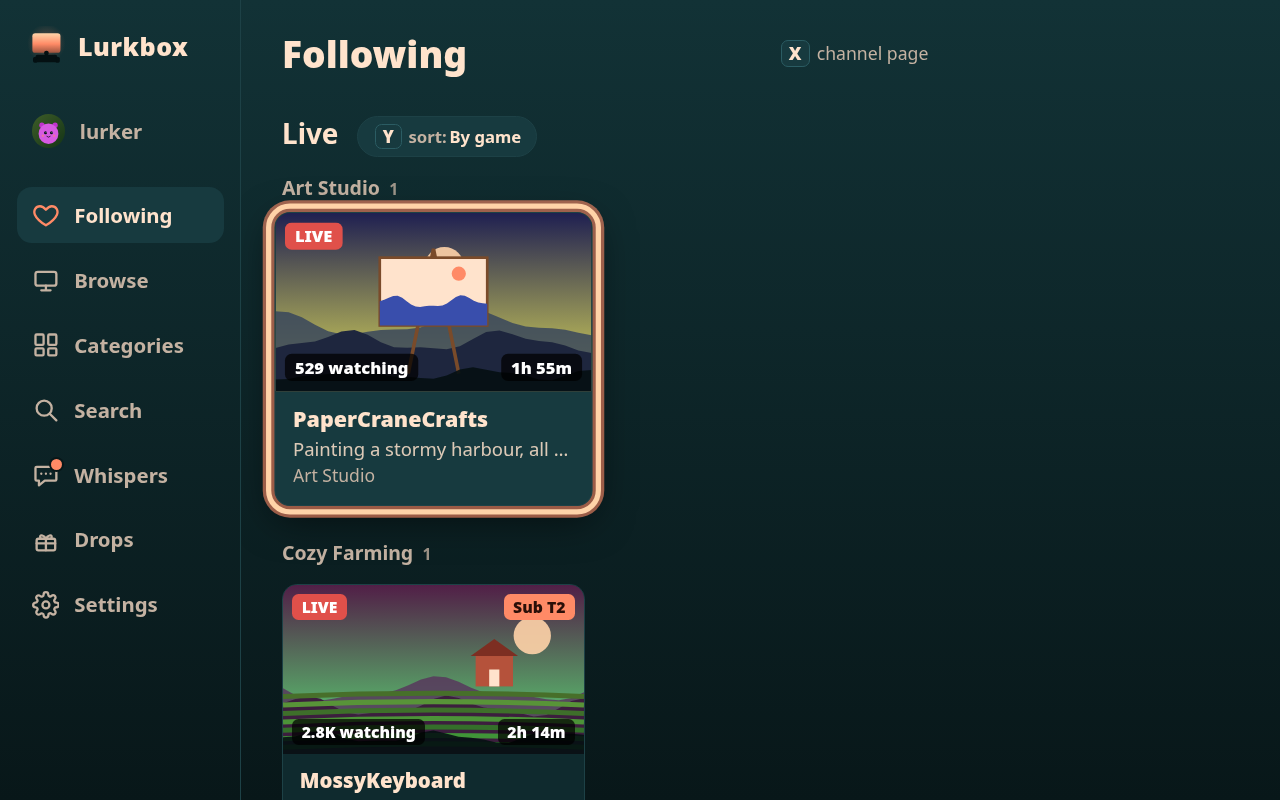 Lurkbox
lurker
Following
Browse
Categories
Search
Whispers
Drops
Settings
Following
X channel page
Live
Y sort: By game
Art Studio 1
LIVE
529 watching
1h 55m
PaperCraneCrafts
Painting a stormy harbour, all ...
Art Studio
Cozy Farming 1
LIVE
Sub T2
2.8K watching
2h 14m
MossyKeyboard